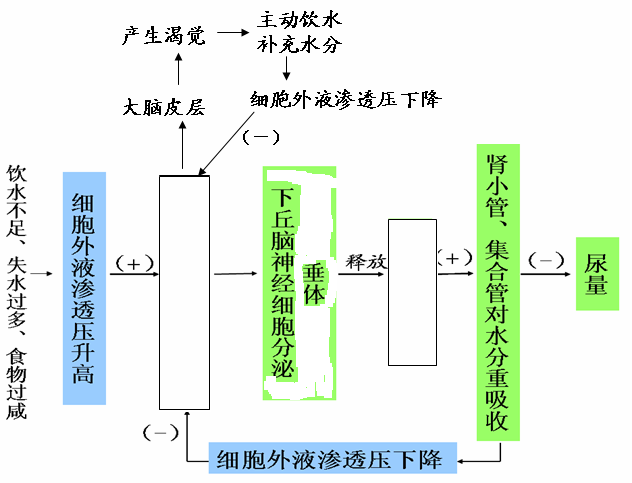 产生渴觉
主动饮水
补充水分
大脑皮层
细胞外液渗透压下降
(一)
饮水不足、失水过多、食物过咸
细胞外液渗透压升高
(+)
下丘脑神经细胞分泌
垂体
释放
(+)
肾小管、集合管对水分重吸收
(一)
尿量
(一)
细胞外液渗透压下降